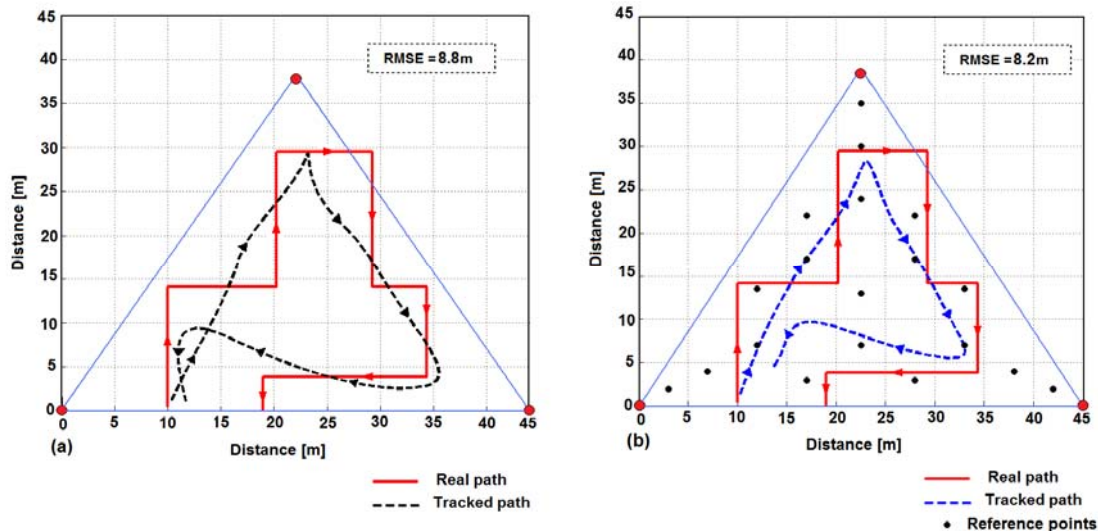 45
40
35
30
25
20
15
10
5
0
Distance [m]
RMSE = 8.8m
0 5 10 15 20 25 30 35 40 45
(a)
Distance [m]
Real path
Tracked path
45
40
35
30
25
20
15
10
5
0
Distance [m]
RMSE = 8.2m
0 5 10 15 20 25 30 35 40 45
(b)
Distance [m]
Real path
Tracked path
Reference points